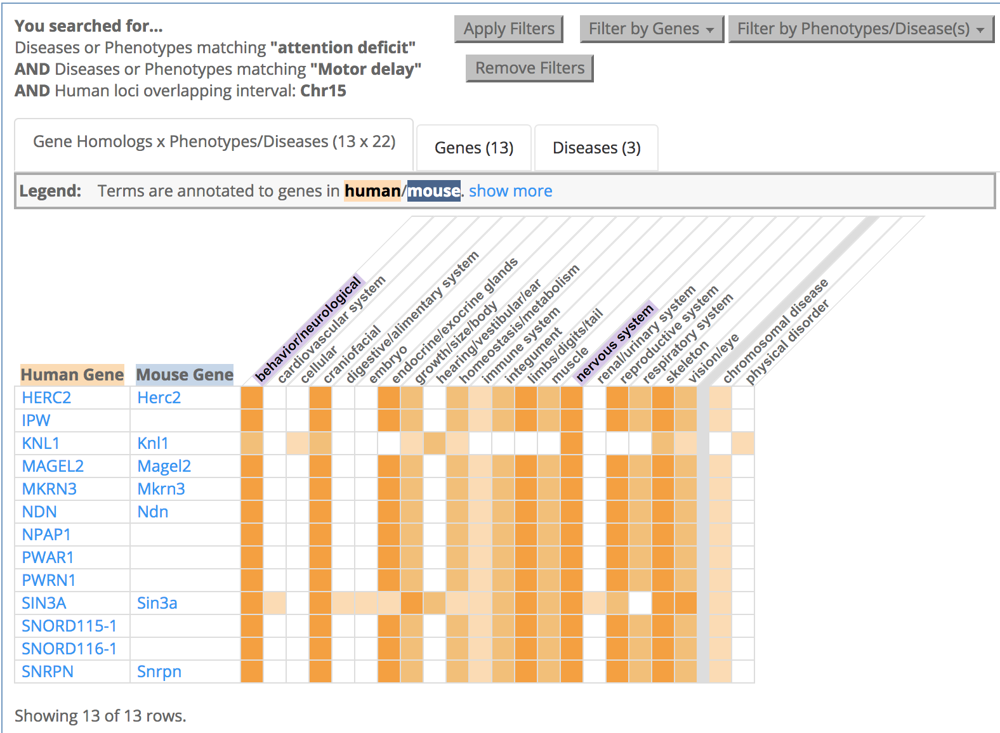 You searched for...
Diseases or Phenotypes matching "attention deficit"
AND Diseases or Phenotypes matching "Motor delay"
AND Human loci overlapping interval: Chr15
Apply Filters
Filter by Genes
Filter by Phenotypes/Disease(s)
Remove Filters
Gene Homologs x Phenotypes/Diseases (13 x 22)
Genes (13)
Diseases (3)
Legend: Terms are annotated to genes in human/mouse. show more
behavior/neurological
cardiovascular system
cellular
craniofacial
digestive/alimentary system
embryo
endocrine/exocrine glands
growth/size/body
hearing/vestibular/ear
homeostasis/metabolism
immune system
integument
limbs/digits/tail
muscle
nervous system
renal/urinary system
reproductive system
respiratory system
skeleton
vision/eye
chromosomal disease
physical disorder
Human Gene Mouse Gene
HERC2 Herc2
IPW
KNL1 Knl1
MAGEL2 Magel2
MKRN3 Mkrn3
NDN Ndn
NPAP1
PWAR1
PWRN1
SIN3A Sin3a
SNORD115-1
SNORD116-1
SNRPN Snrpn
Showing 13 of 13 rows.